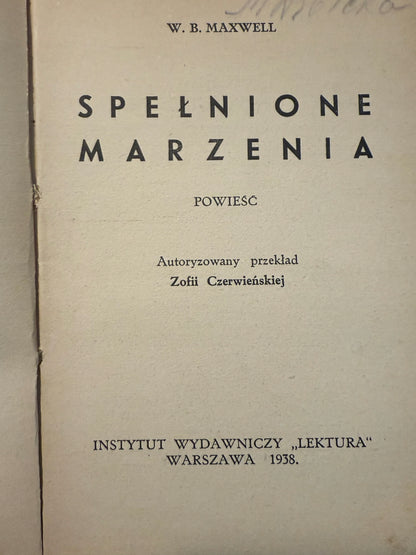 W. B. MAXWELL
SPEŁNIONE
MARZENIA
POWIEŚĆ
Autoryzowany przekład
Zofii Czerwieńskiej
INSTYTUT WYDAWNICZY „LEKTURA“
WARSZAWA 1938.